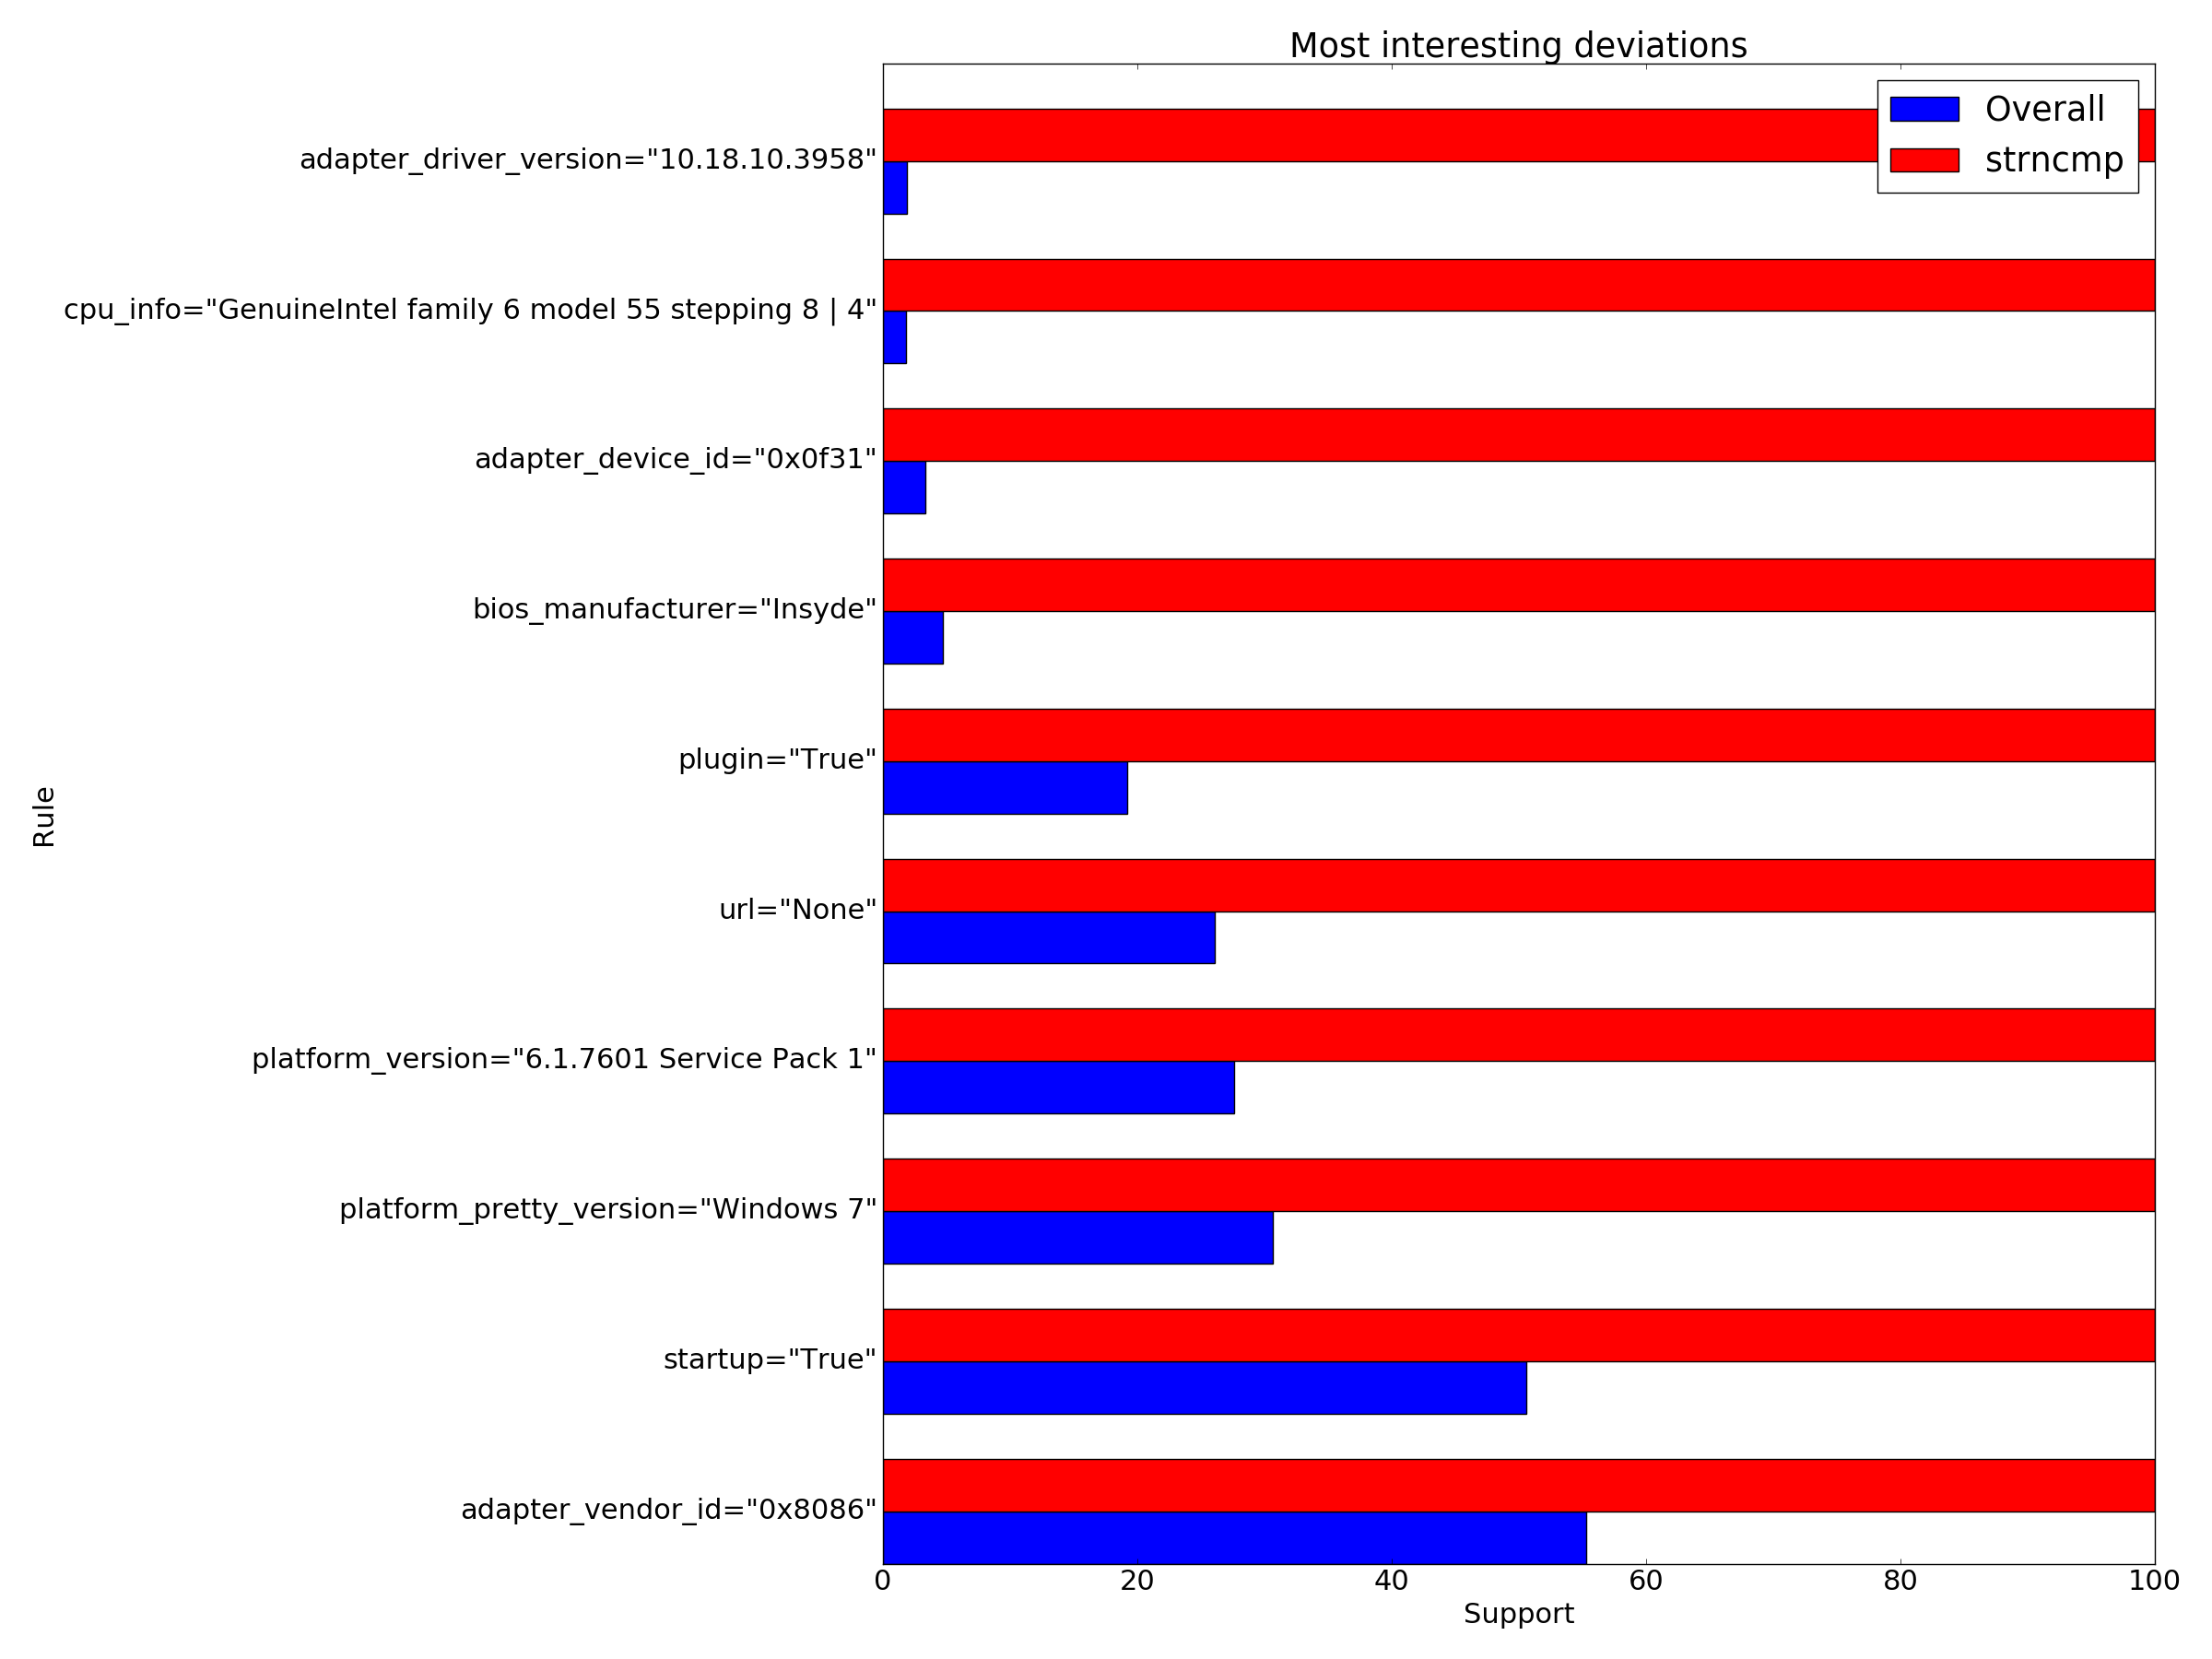 Most interesting deviations
Overall
strncmp
adapter_driver_version="10.18.10.3958"
cpu_info="GenuineIntel family 6 model 55 stepping 8 | 4"
adapter_device_id="0x0f31"
bios_manufacturer="Insyde"
plugin="True"
url="None"
platform_version="6.1.7601 Service Pack 1"
platform_pretty_version="Windows 7"
startup="True"
adapter_vendor_id="0x8086"
Rule
0 20 40 60 80 100
Support